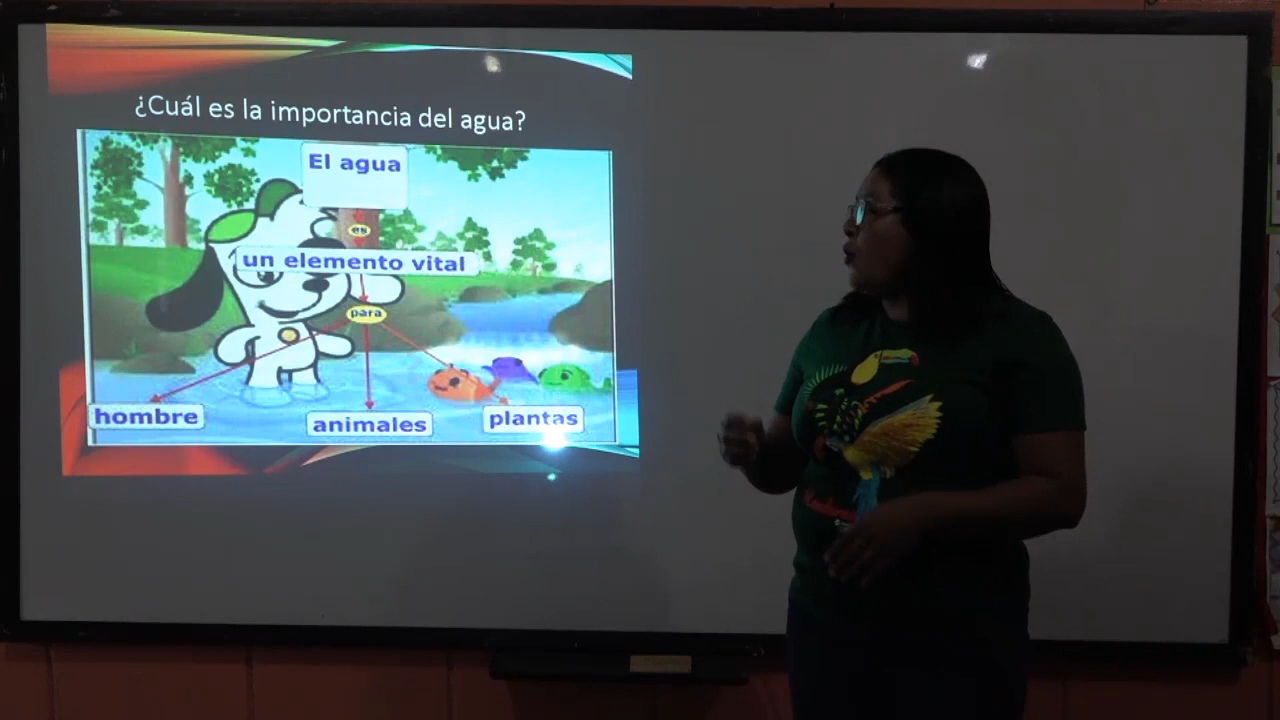 ¿Cuál es la importancia del agua?
El agua
es
un elemento vital
para
hombre
animales
plantas